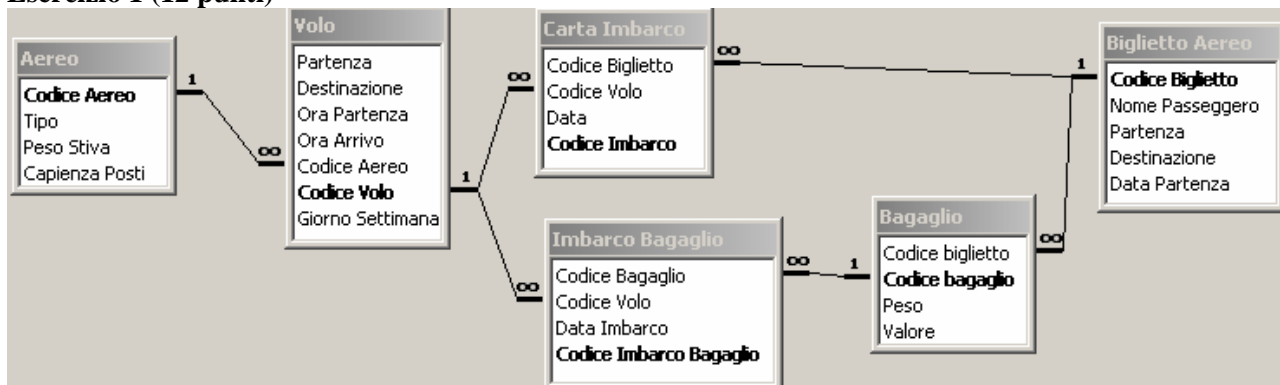 Esercizio 1 (12 punti)
Aereo
Codice Aereo
Tipo
Peso Stiva
Capienza Posti
1
∞
Volo
Partenza
Destinazione
Ora Partenza
Ora Arrivo
Codice Aereo
Codice Volo
Giorno Settimana
1
∞
∞
Carta Imbarco
Codice Biglietto
Codice Volo
Data
Codice Imbarco
∞
1
Imbarco Bagaglio
Codice Bagaglio
Codice Volo
Data Imbarco
Codice Imbarco Bagaglio
∞
1
Bagaglio
Codice biglietto
Codice bagaglio
Peso
Valore
∞
Biglietto Aereo
Codice Biglietto
Nome Passeggero
Partenza
Destinazione
Data Partenza